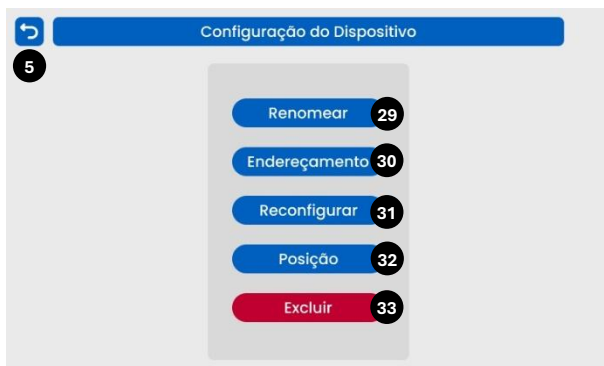 Configuração do Dispositivo
5
Renomear 29
Endereçamento 30
Reconfigurar 31
Posição 32
Excluir 33